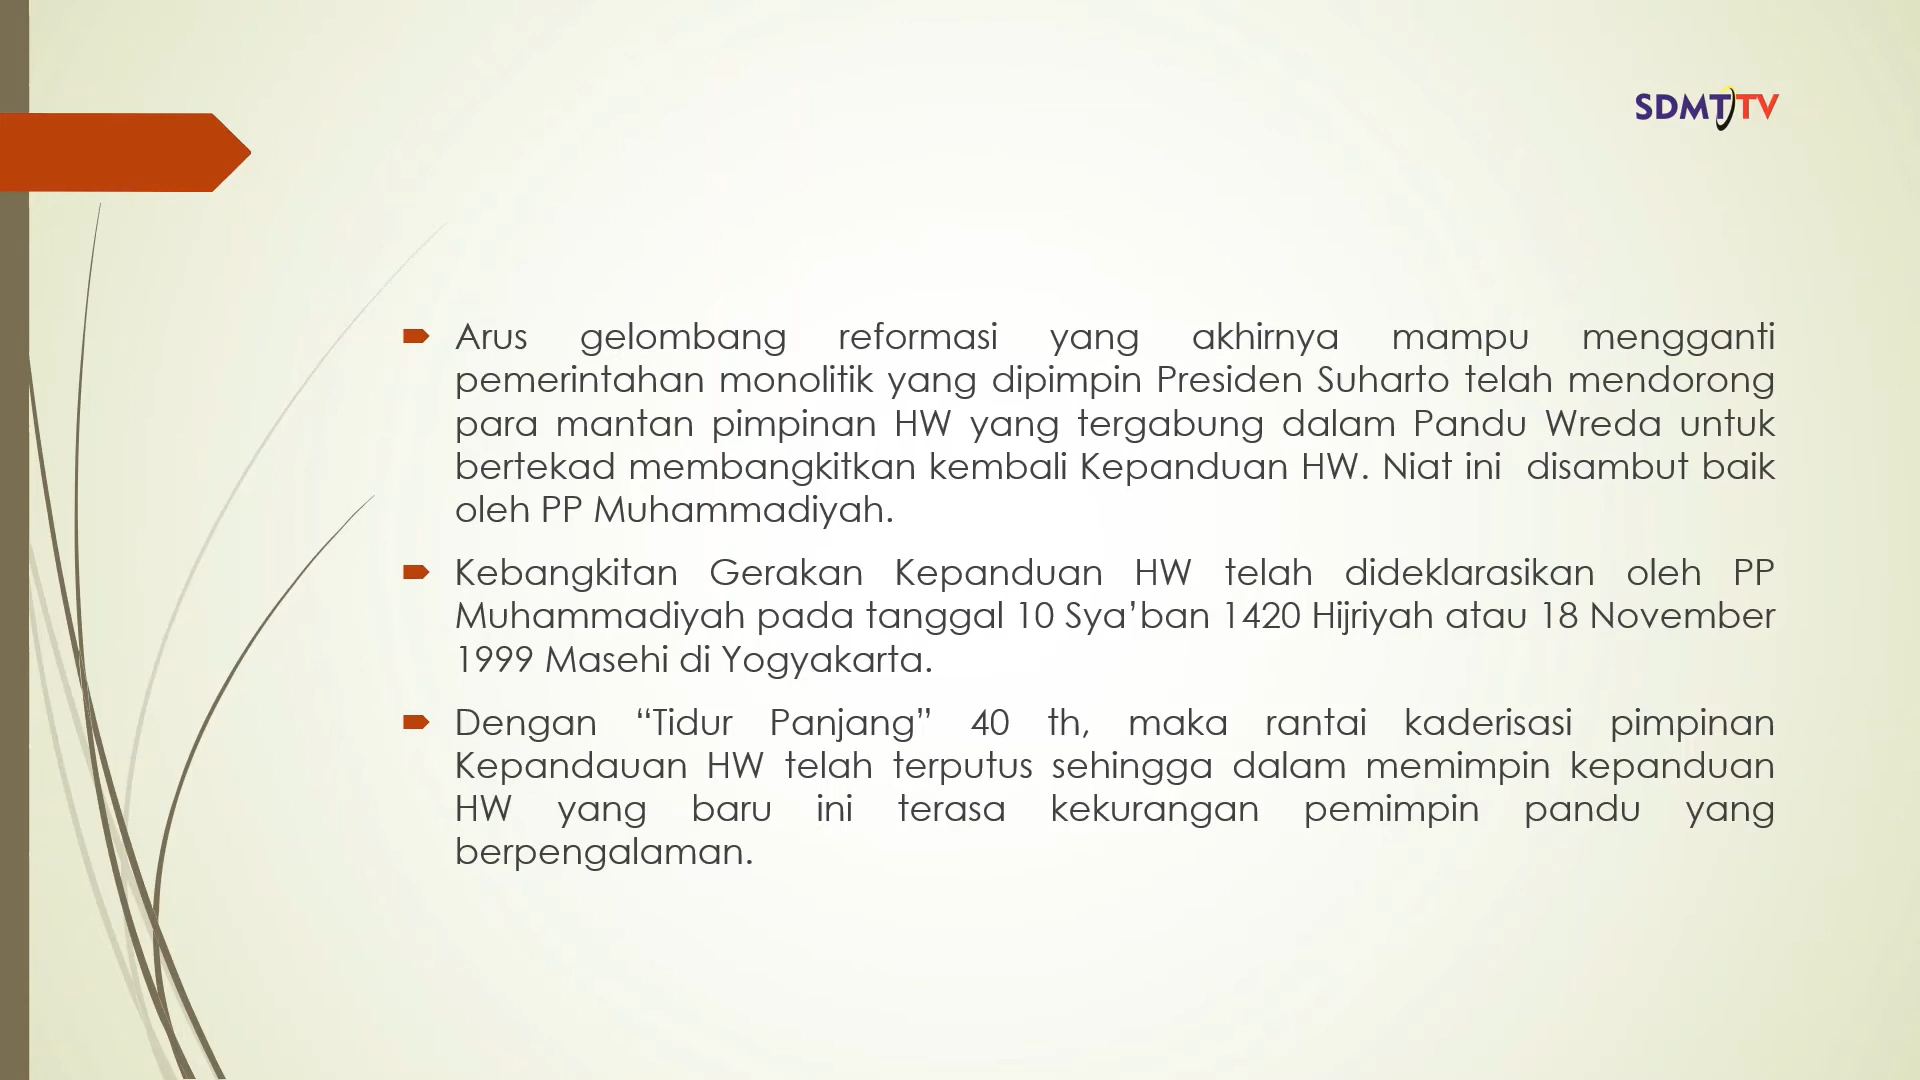 SDMT TV
Arus gelombang reformasi yang akhirnya mampu mengganti
pemerintahan monolitik yang dipimpin Presiden Suharto telah mendorong
para mantan pimpinan HW yang tergabung dalam Pandu Wreda untuk
bertekad membangkitkan kembali Kepanduan HW. Niat ini  disambut baik
oleh PP Muhammadiyah.
Kebangkitan Gerakan Kepanduan HW telah dideklarasikan oleh PP
Muhammadiyah pada tanggal 10 Sya’ban 1420 Hijriyah atau 18 November
1999 Masehi di Yogyakarta.
Dengan “Tidur Panjang” 40 th, maka rantai kaderisasi pimpinan
Kepandauan HW telah terputus sehingga dalam memimpin kepanduan
HW yang baru ini terasa kekurangan pemimpin pandu yang
berpengalaman.